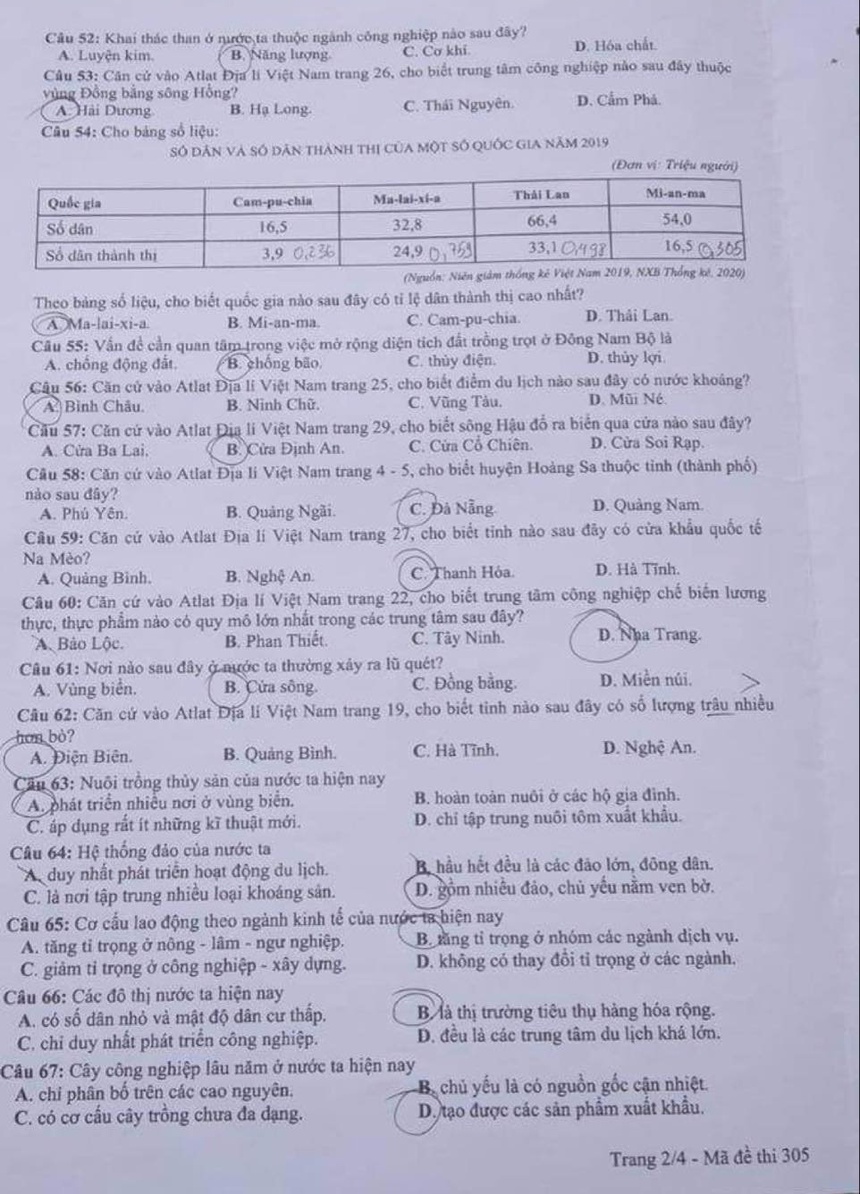 Câu 52: Khai thác than ở nước ta thuộc ngành công nghiệp nào sau đây?
A. Luyện kim. B. Năng lượng. C. Cơ khí. D. Hóa chất.
Câu 53: Căn cứ vào Atlat Địa lí Việt Nam trang 26, cho biết trung tâm công nghiệp nào sau đây thuộc
vùng Đồng bằng sông Hồng?
A. Hải Dương. B. Hạ Long. C. Thái Nguyên. D. Cẩm Phả.
Câu 54: Cho bảng số liệu:
SỐ DÂN VÀ SỐ DÂN THÀNH THỊ CỦA MỘT SỐ QUỐC GIA NĂM 2019
(Đơn vị: Triệu người)
Quốc gia Cam-pu-chia Ma-lai-xi-a Thái Lan Mi-an-ma
Số dân 16,5 32,8 66,4 54,0
Số dân thành thị 3,9 0,236 24,9 0,759 33,1 0,498 16,5 0,305
(Nguồn: Niên giám thống kê Việt Nam 2019, NXB Thống kê, 2020)
Theo bảng số liệu, cho biết quốc gia nào sau đây có tỉ lệ dân thành thị cao nhất?
A. Ma-lai-xi-a. B. Mi-an-ma. C. Cam-pu-chia. D. Thái Lan.
Câu 55: Vấn đề cần quan tâm trong việc mở rộng diện tích đất trồng trọt ở Đông Nam Bộ là
A. chống động đất. B. chống bão. C. thủy điện. D. thủy lợi.
Câu 56: Căn cứ vào Atlat Địa lí Việt Nam trang 25, cho biết điểm du lịch nào sau đây có nước khoáng?
A. Bình Châu. B. Ninh Chữ. C. Vũng Tàu. D. Mũi Né.
Câu 57: Căn cứ vào Atlat Địa lí Việt Nam trang 29, cho biết sông Hậu đổ ra biển qua cửa nào sau đây?
A. Cửa Ba Lai. B. Cửa Định An. C. Cửa Cổ Chiên. D. Cửa Soi Rạp.
Câu 58: Căn cứ vào Atlat Địa lí Việt Nam trang 4 - 5, cho biết huyện Hoàng Sa thuộc tỉnh (thành phố)
nào sau đây?
A. Phú Yên. B. Quảng Ngãi. C. Đà Nẵng. D. Quảng Nam.
Câu 59: Căn cứ vào Atlat Địa lí Việt Nam trang 27, cho biết tỉnh nào sau đây có cửa khẩu quốc tế
Na Mèo?
A. Quảng Bình. B. Nghệ An. C. Thanh Hóa. D. Hà Tĩnh.
Câu 60: Căn cứ vào Atlat Địa lí Việt Nam trang 22, cho biết trung tâm công nghiệp chế biến lương
thực, thực phẩm nào có quy mô lớn nhất trong các trung tâm sau đây?
A. Bảo Lộc. B. Phan Thiết. C. Tây Ninh. D. Nha Trang.
Câu 61: Nơi nào sau đây ở nước ta thường xảy ra lũ quét?
A. Vùng biển. B. Cửa sông. C. Đồng bằng. D. Miền núi.
Câu 62: Căn cứ vào Atlat Địa lí Việt Nam trang 19, cho biết tỉnh nào sau đây có số lượng trâu nhiều
hơn bò?
A. Điện Biên. B. Quảng Bình. C. Hà Tĩnh. D. Nghệ An.
Câu 63: Nuôi trồng thủy sản của nước ta hiện nay
A. phát triển nhiều nơi ở vùng biển. B. hoàn toàn nuôi ở các hộ gia đình.
C. áp dụng rất ít những kĩ thuật mới. D. chỉ tập trung nuôi tôm xuất khẩu.
Câu 64: Hệ thống đảo của nước ta
A. duy nhất phát triển hoạt động du lịch. B. hầu hết đều là các đảo lớn, đông dân.
C. là nơi tập trung nhiều loại khoáng sản. D. gồm nhiều đảo, chủ yếu nằm ven bờ.
Câu 65: Cơ cấu lao động theo ngành kinh tế của nước ta hiện nay
A. tăng tỉ trọng ở nông - lâm - ngư nghiệp. B. tăng tỉ trọng ở nhóm các ngành dịch vụ.
C. giảm tỉ trọng ở công nghiệp - xây dựng. D. không có thay đổi tỉ trọng ở các ngành.
Câu 66: Các đô thị nước ta hiện nay
A. có số dân nhỏ và mật độ dân cư thấp. B. là thị trường tiêu thụ hàng hóa rộng.
C. chỉ duy nhất phát triển công nghiệp. D. đều là các trung tâm du lịch khá lớn.
Câu 67: Cây công nghiệp lâu năm ở nước ta hiện nay
A. chỉ phân bố trên các cao nguyên. B. chủ yếu là có nguồn gốc cận nhiệt.
C. có cơ cấu cây trồng chưa đa dạng. D. tạo được các sản phẩm xuất khẩu.
Trang 2/4 - Mã đề thi 305